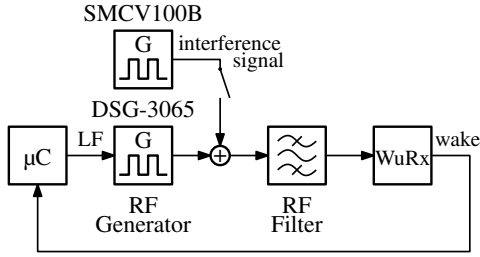 SMCV100B
G
interference
signal
DSG-3065
μC
LF
G
WuRx
wake
RF
Generator
RF
Filter